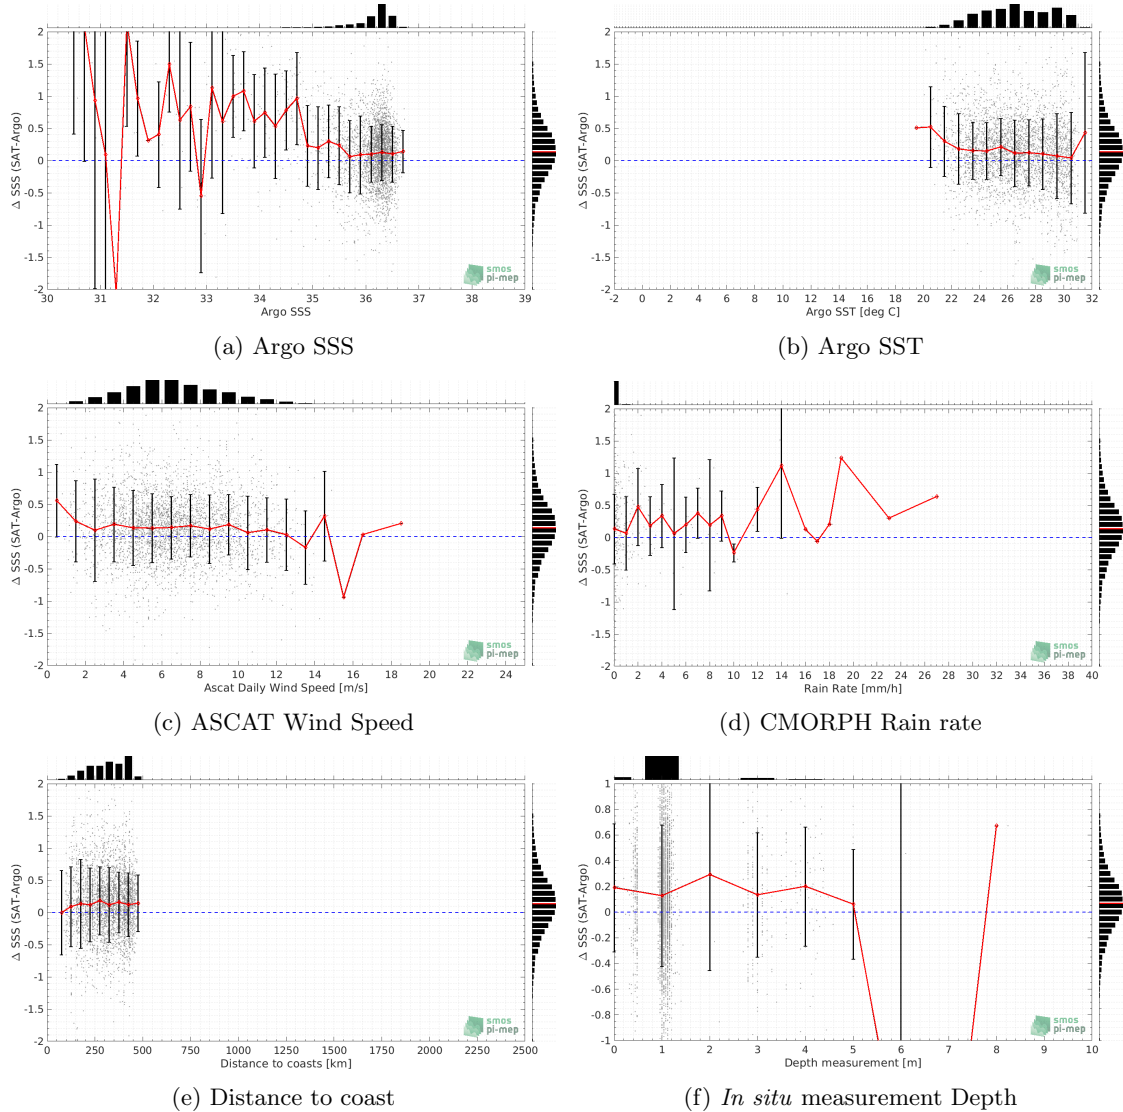 2
1.5
1
0.5
0
-0.5
-1
-1.5
-2
Δ SSS (SAT-Argo)
30 31 32 33 34 35 36 37 38 39
Argo SSS
smos
pi-mep
(a) Argo SSS
2
1.5
1
0.5
0
-0.5
-1
-1.5
-2
Δ SSS (SAT-Argo)
-2 0 2 4 6 8 10 12 14 16 18 20 22 24 26 28 30 32
Argo SST [deg C]
smos
pi-mep
(b) Argo SST
2
1.5
1
0.5
0
-0.5
-1
-1.5
-2
Δ SSS (SAT-Argo)
0 2 4 6 8 10 12 14 16 18 20 22 24
Ascat Daily Wind Speed [m/s]
smos
pi-mep
(c) ASCAT Wind Speed
2
1.5
1
0.5
0
-0.5
-1
-1.5
-2
Δ SSS (SAT-Argo)
0 2 4 6 8 10 12 14 16 18 20 22 24 26 28 30 32 34 36 38 40
Rain Rate [mm/h]
smos
pi-mep
(d) CMORPH Rain rate
2
1.5
1
0.5
0
-0.5
-1
-1.5
-2
Δ SSS (SAT-Argo)
0 250 500 750 1000 1250 1500 1750 2000 2250 2500
Distance to coasts [km]
smos
pi-mep
(e) Distance to coast
1
0.8
0.6
0.4
0.2
0
-0.2
-0.4
-0.6
-0.8
-1
Δ SSS (SAT-Argo)
0 1 2 3 4 5 6 7 8 9 10
Depth measurement [m]
smos
pi-mep
(f) In situ measurement Depth